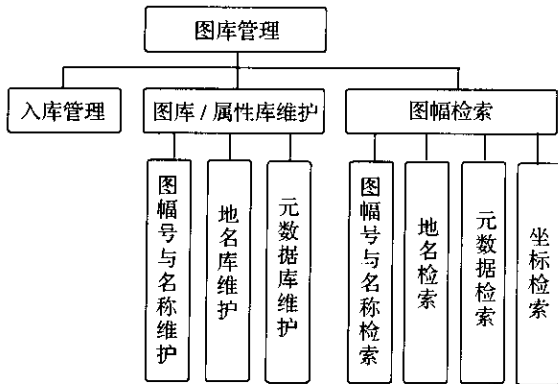 图库管理
入库管理
图库 / 属性库维护
图幅检索
图幅号与名称维护
地名库维护
元数据库维护
图幅号与名称检索
地名检索
元数据检索
坐标检索